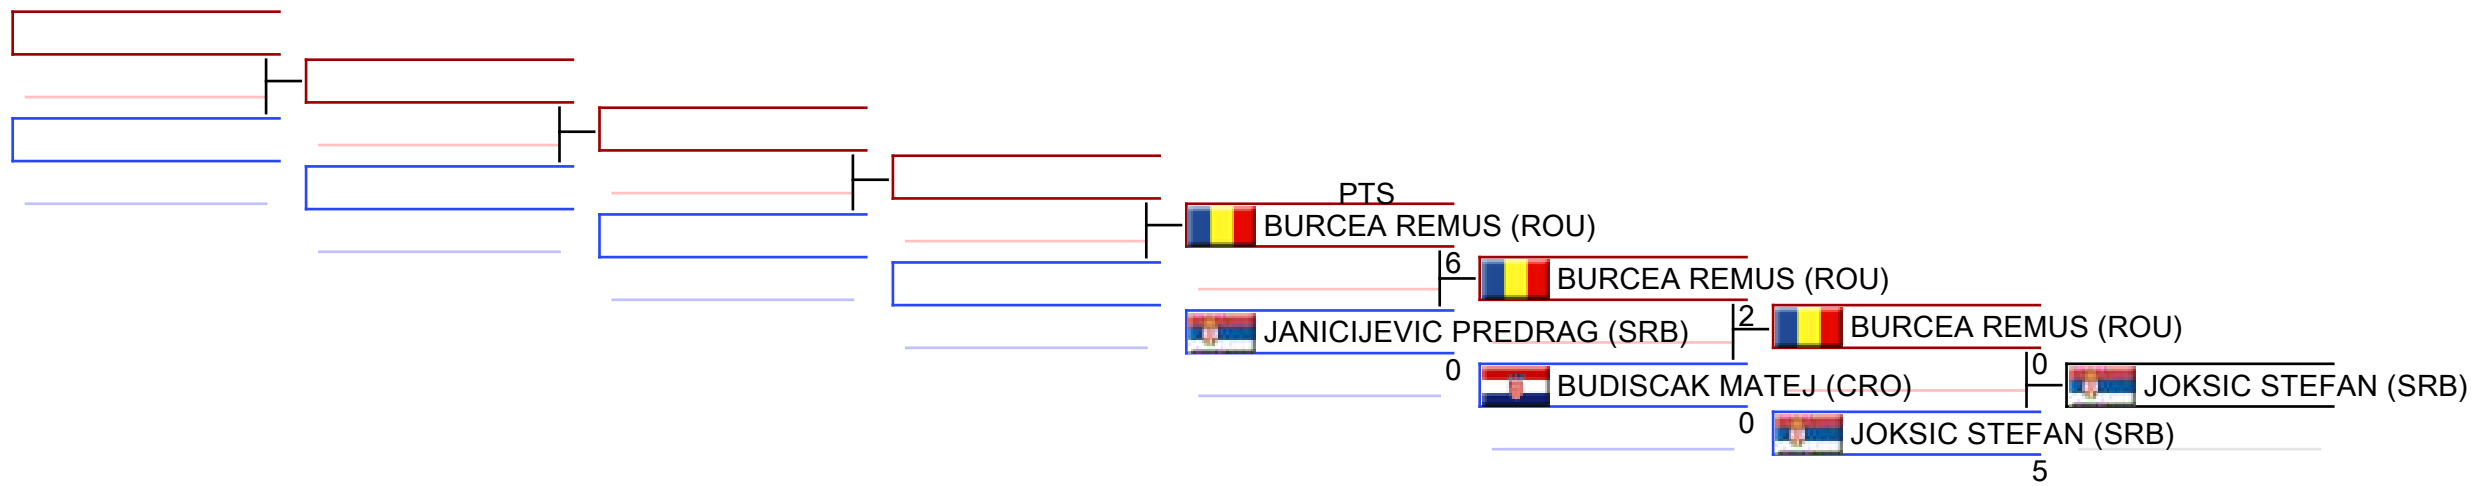 PTS
BURCEA REMUS (ROU)
6
BURCEA REMUS (ROU)
JANICIJEVIC PREDRAG (SRB)
2
BURCEA REMUS (ROU)
0
BUDISCAK MATEJ (CRO)
0
JOKSIC STEFAN (SRB)
0
JOKSIC STEFAN (SRB)
5